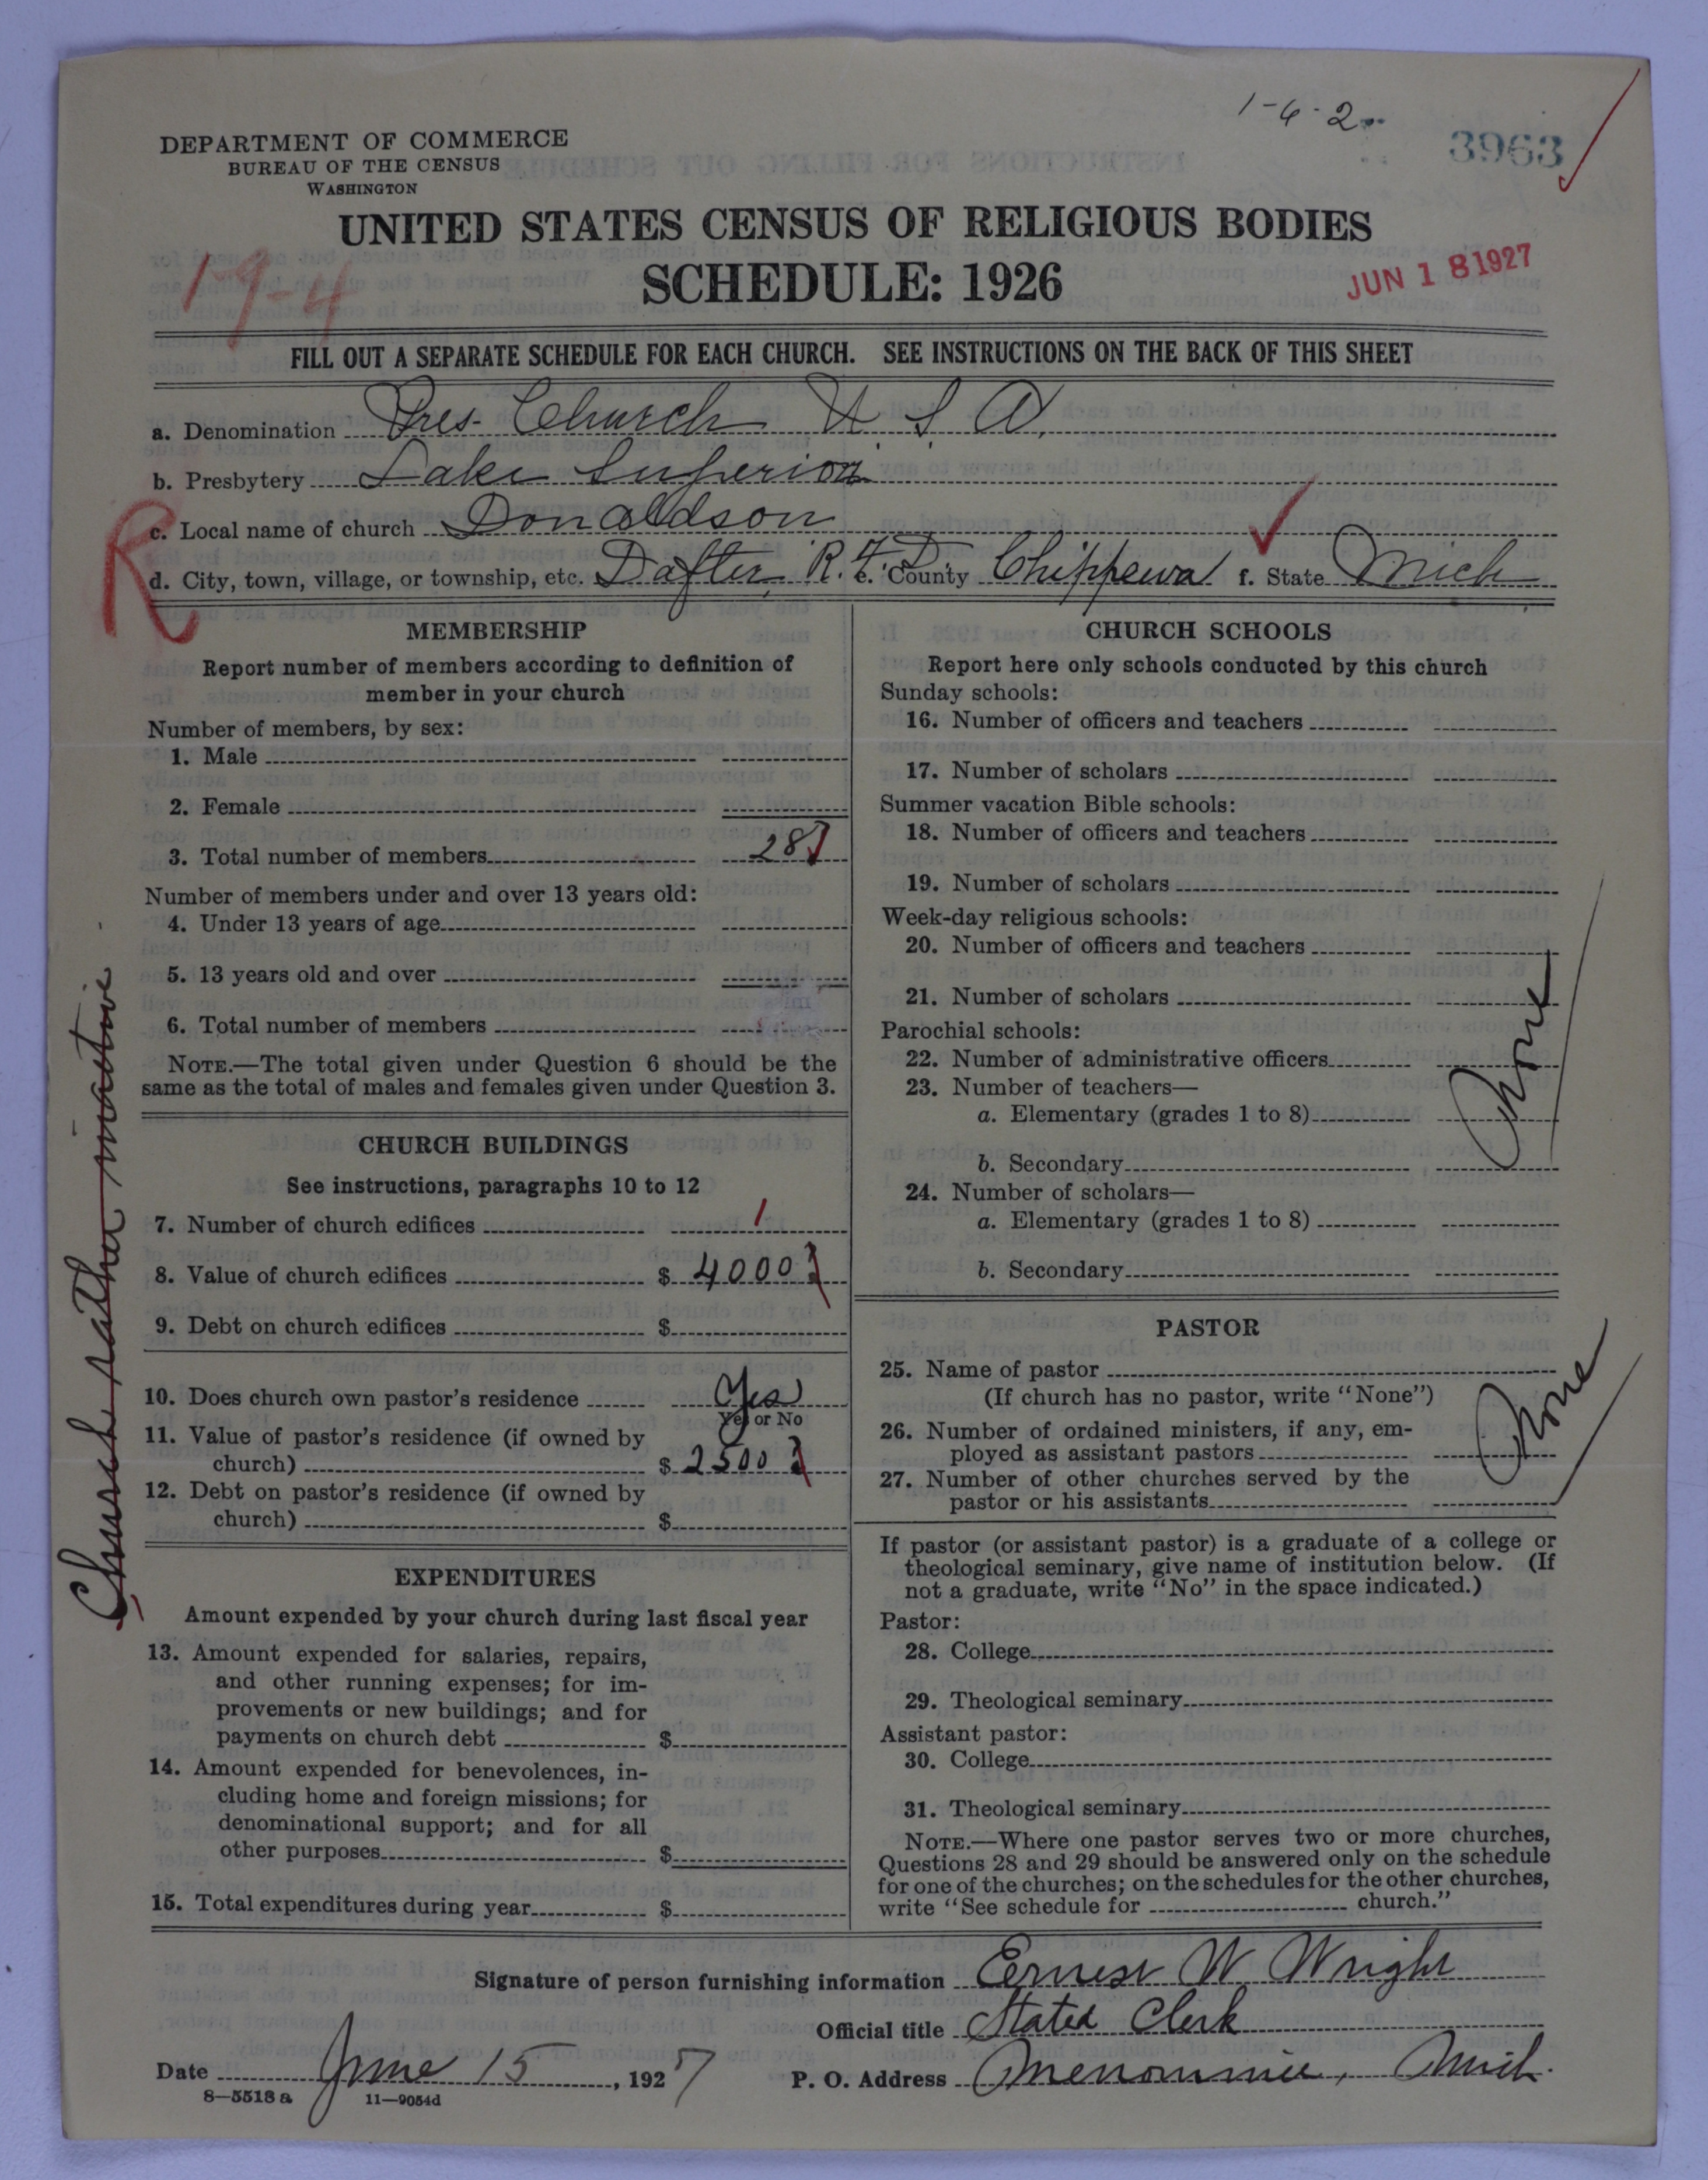 1-6-2
3963
DEPARTMENT OF COMMERCE
BUREAU OF THE CENSUS
WASHINGTON
UNITED STATES CENSUS OF RELIGIOUS BODIES
SCHEDULE: 1926
1-9-4
JUN 18 1927
FILL OUT A SEPARATE SCHEDULE FOR EACH CHURCH. SEE INSTRUCTIONS ON THE BACK OF THIS SHEET
a. Denomination Pres. Church U S A.
b. Presbytery Lake Superior
R
c. Local name of church Donaldson
d. City, town, village, or township, etc. Dafter, R.F.D. e. County Chippewa f. State Mich
MEMBERSHIP
Report number of members according to definition of
member in your church
Number of members, by sex:
1. Male
2. Female
3. Total number of members 28
Number of members under and over 13 years old:
4. Under 13 years of age
5. 13 years old and over
6. Total number of members
NOTE.—The total given under Question 6 should be the
same as the total of males and females given under Question 3.
CHURCH BUILDINGS
See instructions, paragraphs 10 to 12
7. Number of church edifices 1
8. Value of church edifices $ 4000 ?
9. Debt on church edifices $
10. Does church own pastor's residence Yes
Yes or No
11. Value of pastor's residence (if owned by
church) $ 2500 ?
12. Debt on pastor's residence (if owned by
church) $
EXPENDITURES
Amount expended by your church during last fiscal year
13. Amount expended for salaries, repairs,
and other running expenses; for im-
provements or new buildings; and for
payments on church debt $
14. Amount expended for benevolences, in-
cluding home and foreign missions; for
denominational support; and for all
other purposes $
15. Total expenditures during year $
Church rather inactive
CHURCH SCHOOLS
Report here only schools conducted by this church
Sunday schools:
16. Number of officers and teachers
17. Number of scholars
Summer vacation Bible schools:
18. Number of officers and teachers
19. Number of scholars
Week-day religious schools:
20. Number of officers and teachers
21. Number of scholars
Parochial schools:
22. Number of administrative officers
23. Number of teachers—
a. Elementary (grades 1 to 8)
b. Secondary
24. Number of scholars—
a. Elementary (grades 1 to 8)
b. Secondary
None
PASTOR
25. Name of pastor
(If church has no pastor, write "None")
26. Number of ordained ministers, if any, em-
ployed as assistant pastors
27. Number of other churches served by the
pastor or his assistants
None
If pastor (or assistant pastor) is a graduate of a college or
theological seminary, give name of institution below. (If
not a graduate, write "No" in the space indicated.)
Pastor:
28. College
29. Theological seminary
Assistant pastor:
30. College
31. Theological seminary
NOTE.—Where one pastor serves two or more churches,
Questions 28 and 29 should be answered only on the schedule
for one of the churches; on the schedules for the other churches,
write "See schedule for church."
Signature of person furnishing information Ernest W. Wright
Official title Stated Clerk
Date June 15, 1927 P. O. Address Menominee, Mich.
8—5518 a 11—9054d